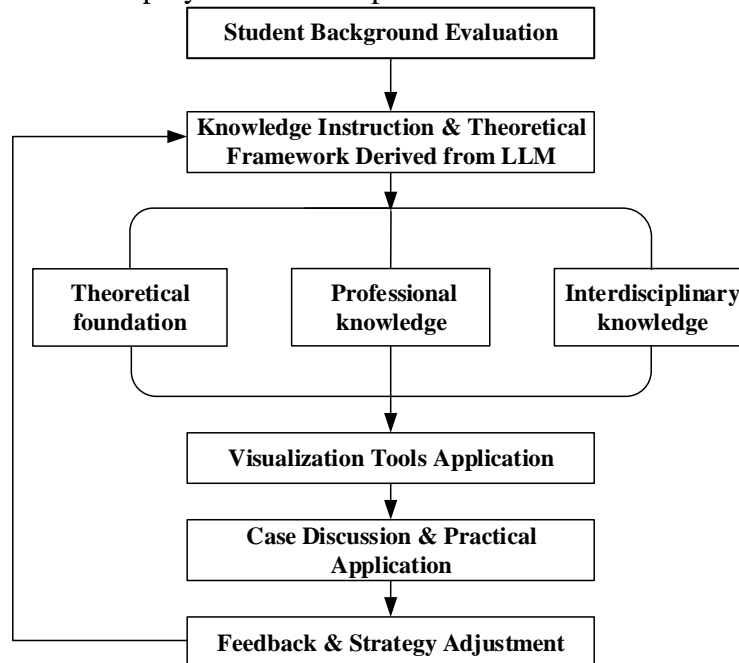 Student Background Evaluation
Knowledge Instruction & Theoretical
Framework Derived from LLM
Theoretical
foundation
Professional
knowledge
Interdisciplinary
knowledge
Visualization Tools Application
Case Discussion & Practical
Application
Feedback & Strategy Adjustment